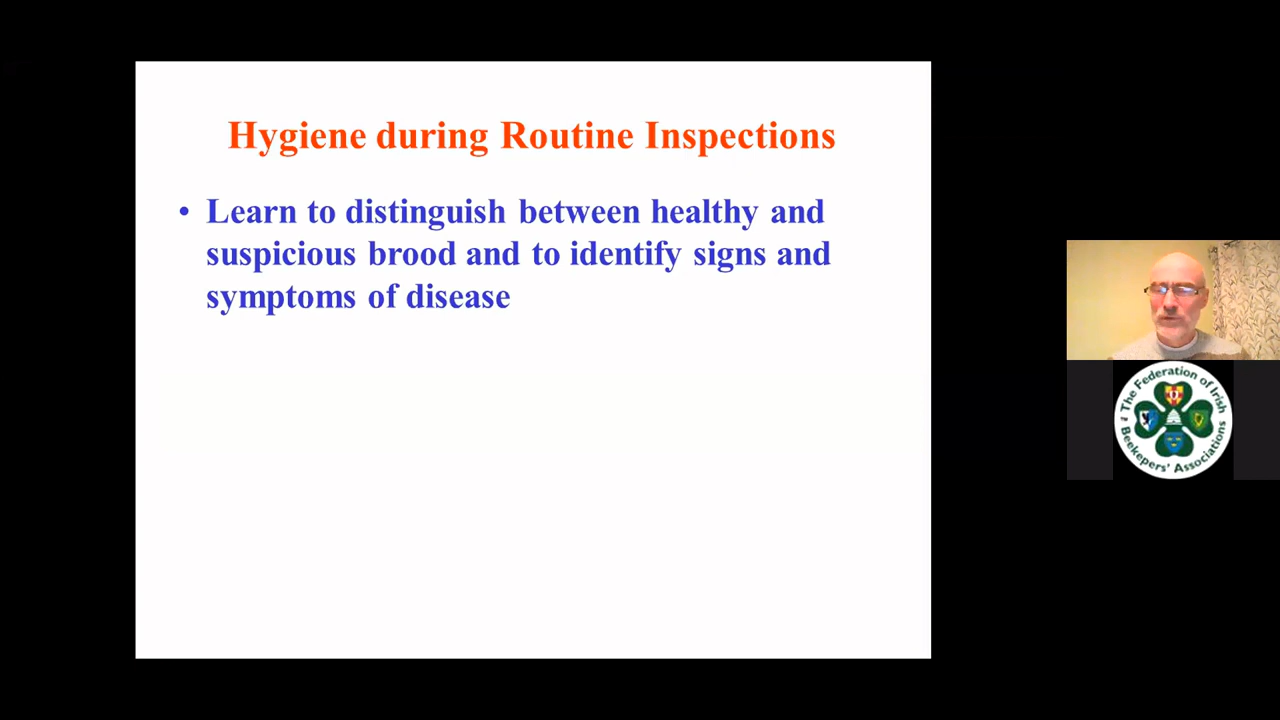 Hygiene during Routine Inspections
• Learn to distinguish between healthy and
suspicious brood and to identify signs and
symptoms of disease
The Federation of Irish
Beekeepers' Associations